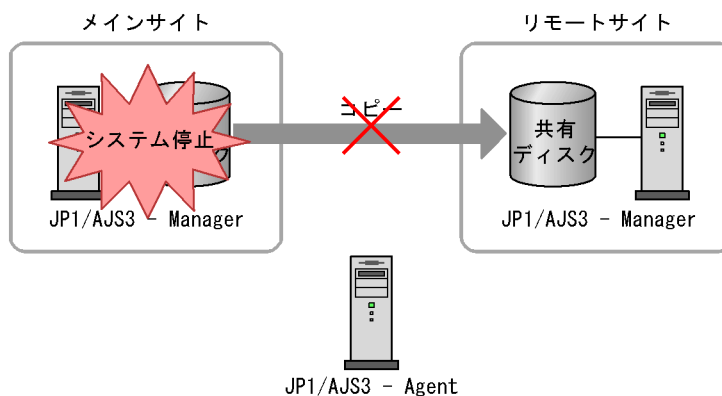 メインサイト
リモートサイト
システム停止
コピー
共有
ディスク
JP1/AJS3 - Manager
JP1/AJS3 - Manager
JP1/AJS3 - Agent